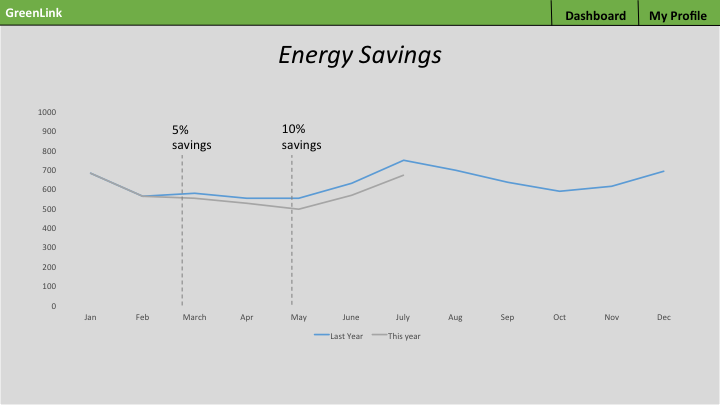 GreenLink
Dashboard
My Profile
Energy Savings
1000
900
800
700
600
500
400
300
200
100
0
5%
savings
10%
savings
Jan Feb March Apr May June July Aug Sep Oct Nov Dec
Last Year This year